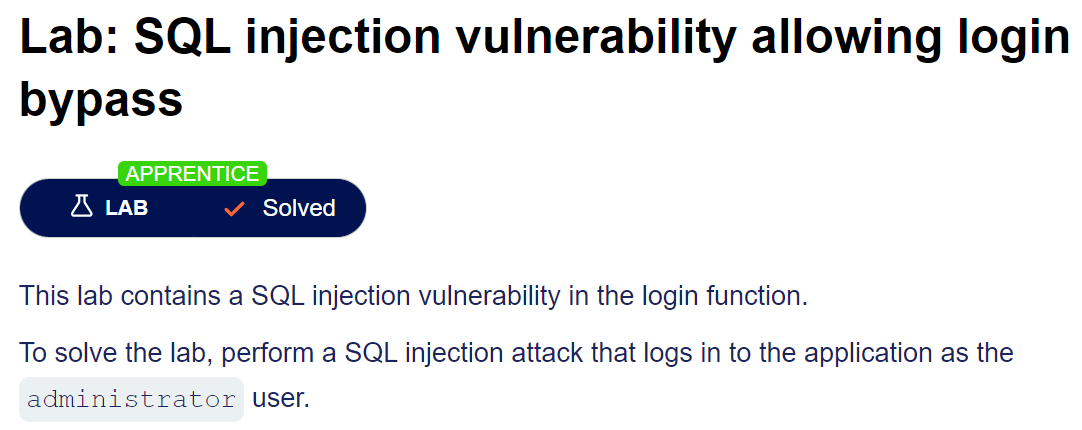 Lab: SQL injection vulnerability allowing login
bypass
APPRENTICE
LAB
Solved
This lab contains a SQL injection vulnerability in the login function.
To solve the lab, perform a SQL injection attack that logs in to the application as the
administrator user.